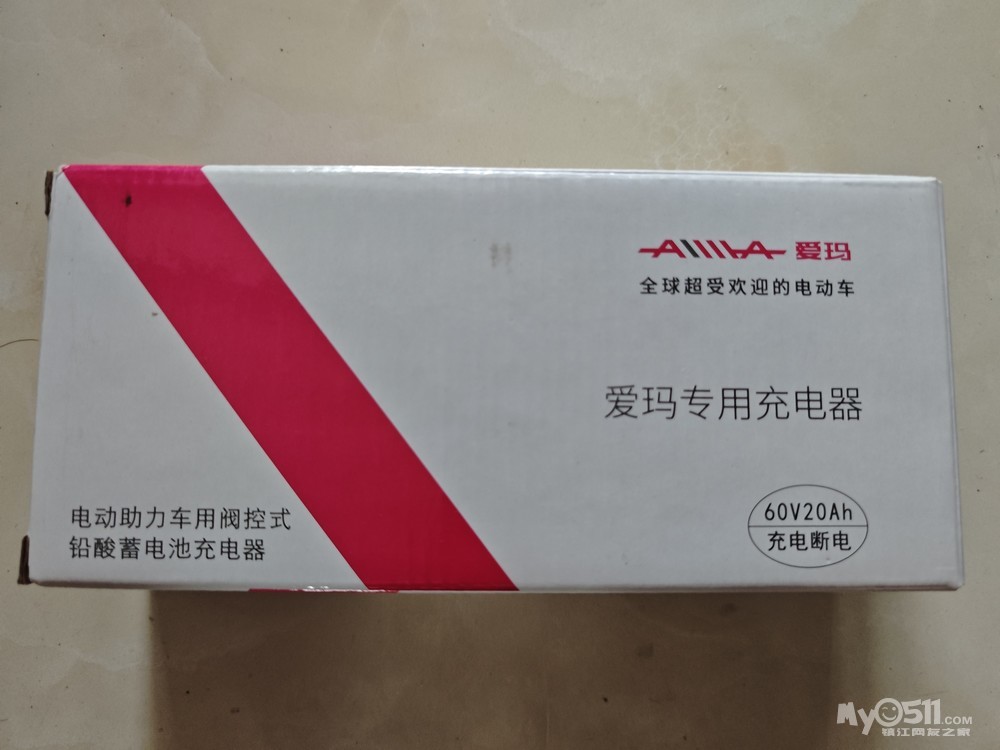 AIMA 爱玛
全球超受欢迎的电动车
爱玛专用充电器
60V20Ah
充电断电
电动助力车用阀控式
铅酸蓄电池充电器
My0511.COM
镇江网友之家